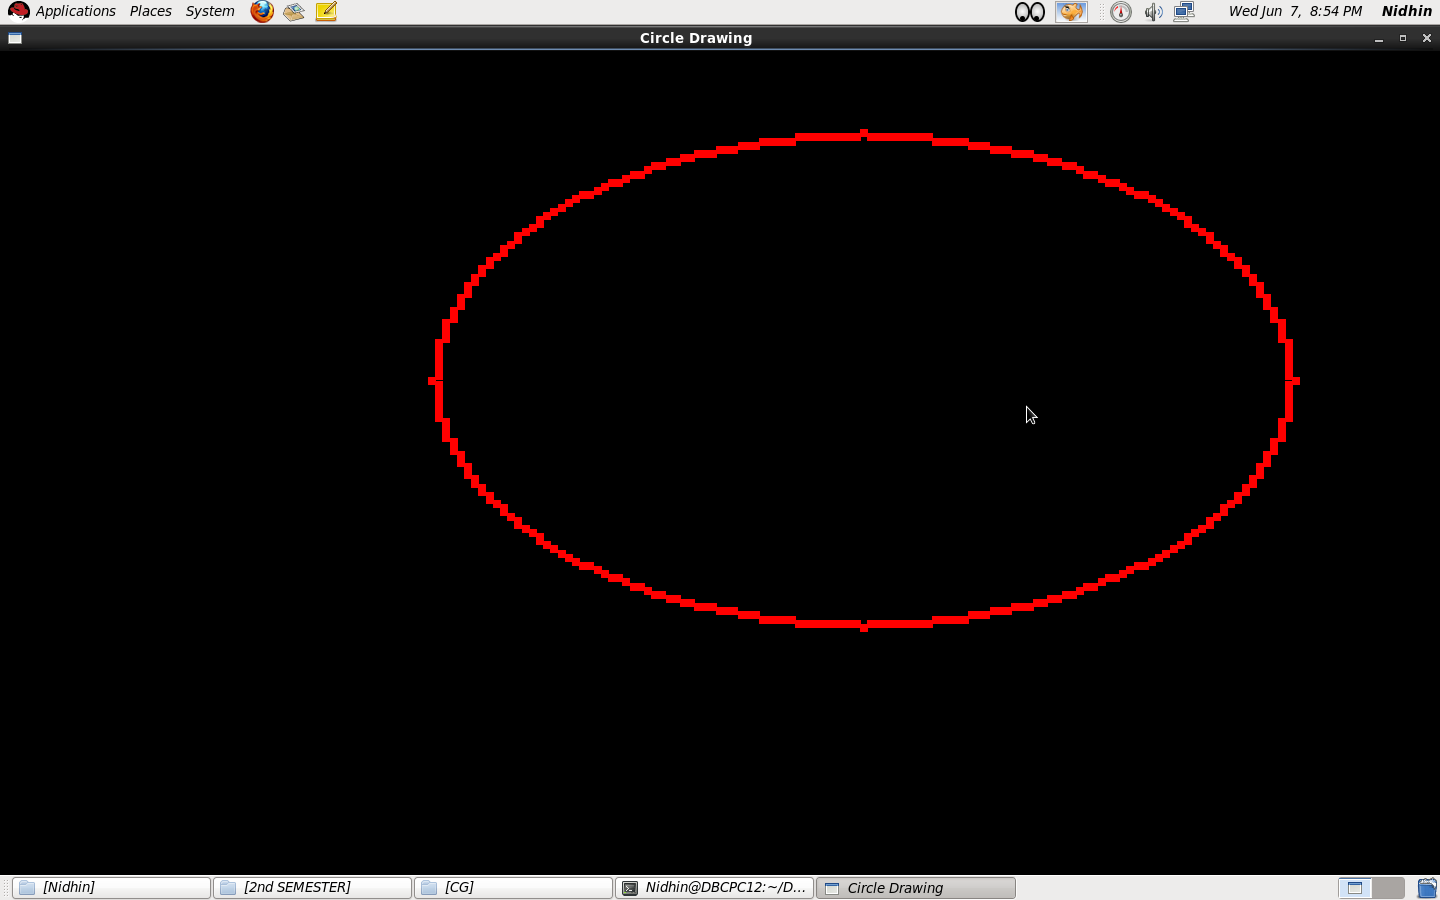 Applications Places System Wed Jun 7, 8:54 PM Nidhin
Circle Drawing
[Nidhin] [2nd SEMESTER] [CG] Nidhin@DBCPC12:~/D... Circle Drawing